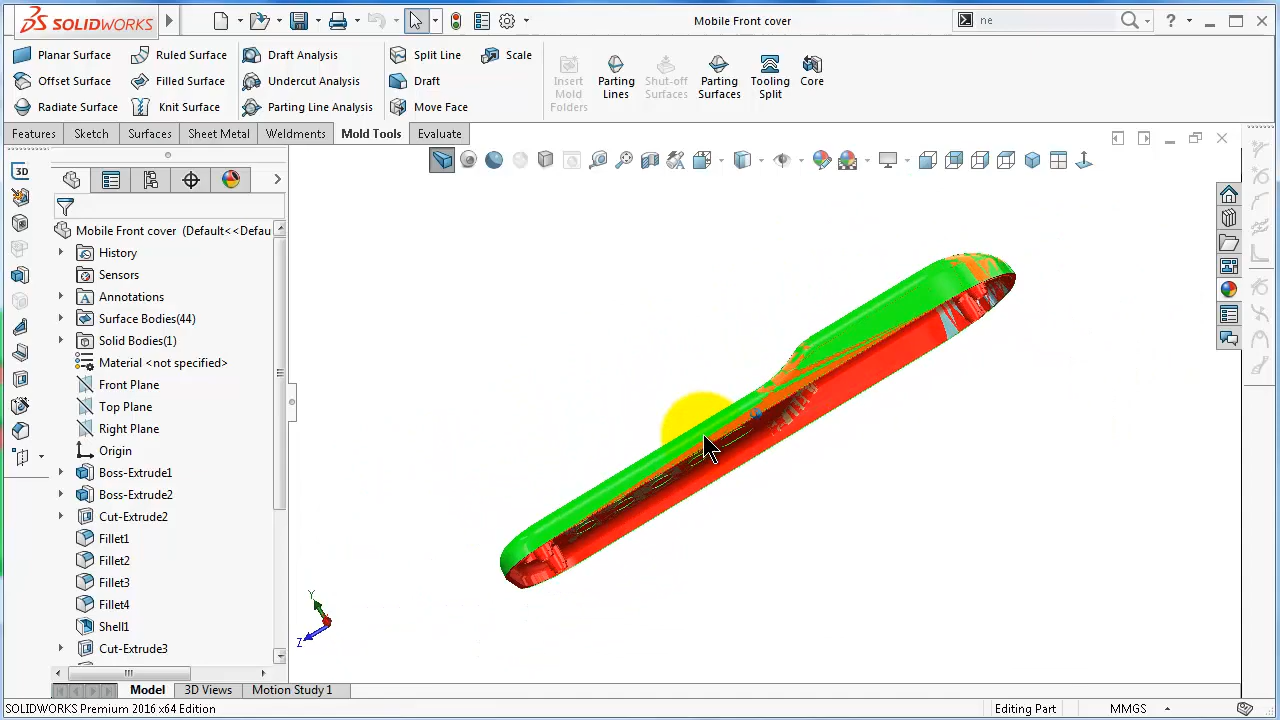 SOLIDWORKS
Mobile Front cover
ne
Planar Surface
Ruled Surface
Draft Analysis
Split Line
Scale
Offset Surface
Filled Surface
Undercut Analysis
Draft
Radiate Surface
Knit Surface
Parting Line Analysis
Move Face
Insert
Mold
Folders
Parting
Lines
Shut-off
Surfaces
Parting
Surfaces
Tooling
Split
Core
Features
Sketch
Surfaces
Sheet Metal
Weldments
Mold Tools
Evaluate
3D
Mobile Front cover (Default<<Defau
History
Sensors
Annotations
Surface Bodies(44)
Solid Bodies(1)
Material <not specified>
Front Plane
Top Plane
Right Plane
Origin
Boss-Extrude1
Boss-Extrude2
Cut-Extrude2
Fillet1
Fillet2
Fillet3
Fillet4
Shell1
Cut-Extrude3
Y
Z
Model
3D Views
Motion Study 1
SOLIDWORKS Premium 2016 x64 Edition
Editing Part
MMGS